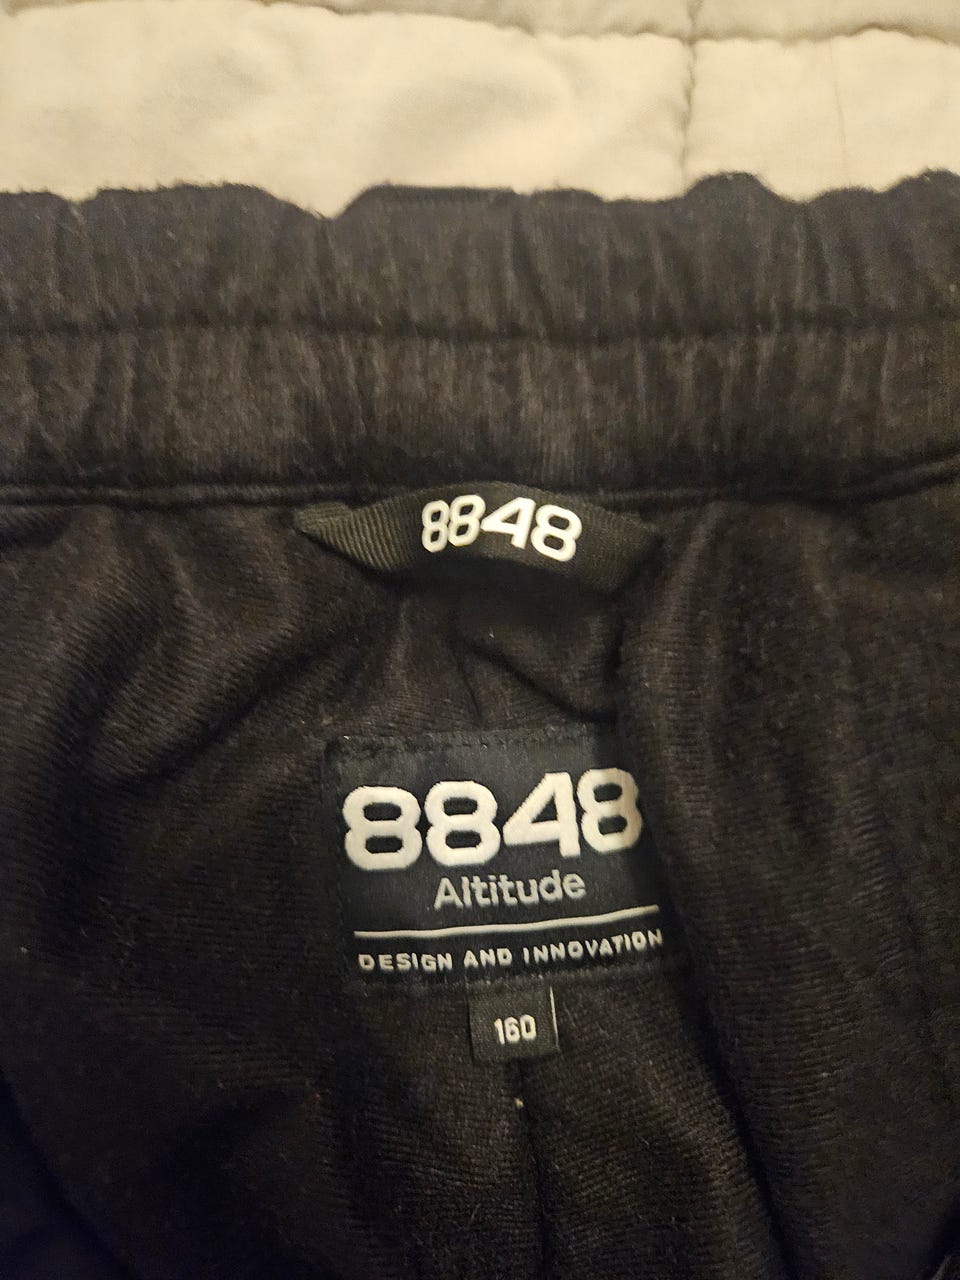 8848
8848
Altitude
DESIGN AND INNOVATION
160